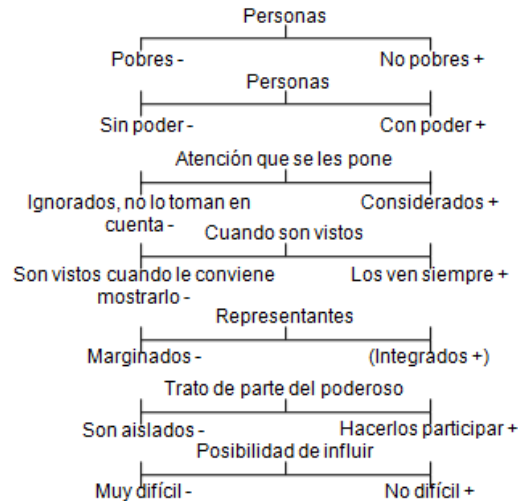 Personas
Pobres - No pobres +
Personas
Sin poder - Con poder +
Atención que se les pone
Ignorados, no lo toman en Considerados +
cuenta -
Cuando son vistos
Son vistos cuando le conviene Los ven siempre +
mostrarlo -
Representantes
Marginados - (Integrados +)
Trato de parte del poderoso
Son aislados - Hacerlos participar +
Posibilidad de influir
Muy difícil - No difícil +